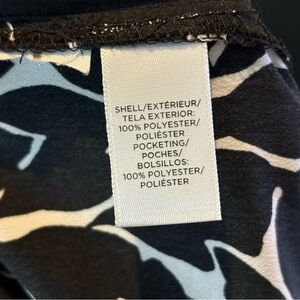 SHELL/EXTÉRIEUR/
TELA EXTERIOR:
100% POLYESTER/
POLIÉSTER
POCKETING/
POCHES/
BOLSILLOS:
100% POLYESTER/
POLIÉSTER